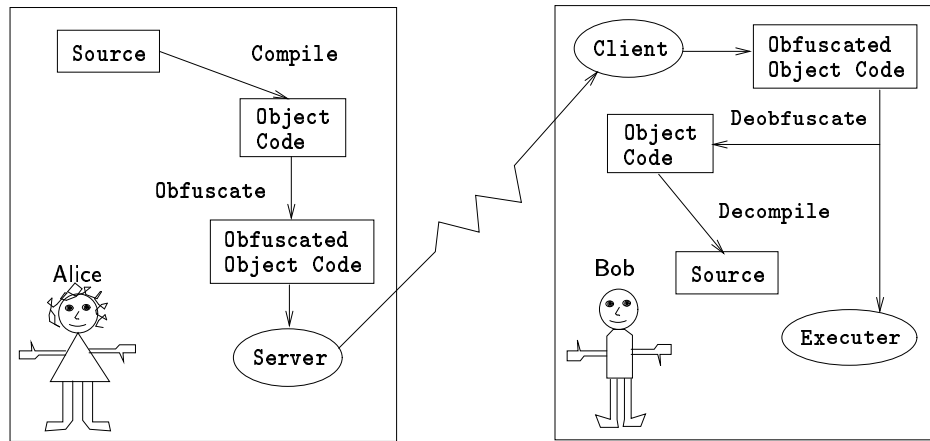 Source
Compile
Object
Code
Obfuscate
Obfuscated
Object Code
Alice
Server
Client
Obfuscated
Object Code
Deobfuscate
Object
Code
Decompile
Bob
Source
Executer